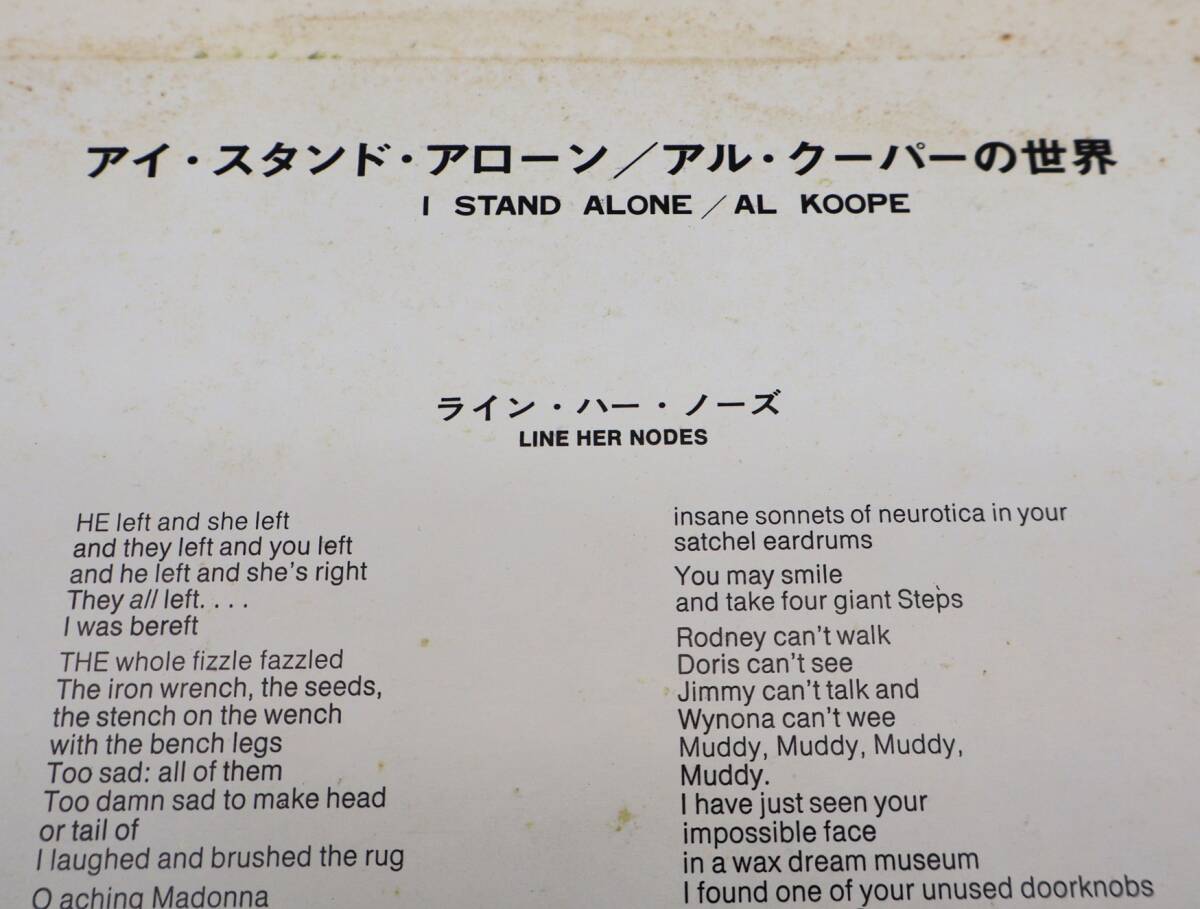 アイ・スタンド・アローン／アル・クーパーの世界
I STAND ALONE／AL KOOPE
ライン・ハー・ノーズ
LINE HER NODES
HE left and she left
and they left and you left
and he left and she's right
They all left. . . .
I was bereft
THE whole fizzle fazzled
The iron wrench, the seeds,
the stench on the wench
with the bench legs
Too sad: all of them
Too damn sad to make head
or tail of
I laughed and brushed the rug
O aching Madonna
insane sonnets of neurotica in your
satchel eardrums
You may smile
and take four giant Steps
Rodney can't walk
Doris can't see
Jimmy can't talk and
Wynona can't wee
Muddy, Muddy, Muddy,
Muddy.
I have just seen your
impossible face
in a wax dream museum
I found one of your unused doorknobs